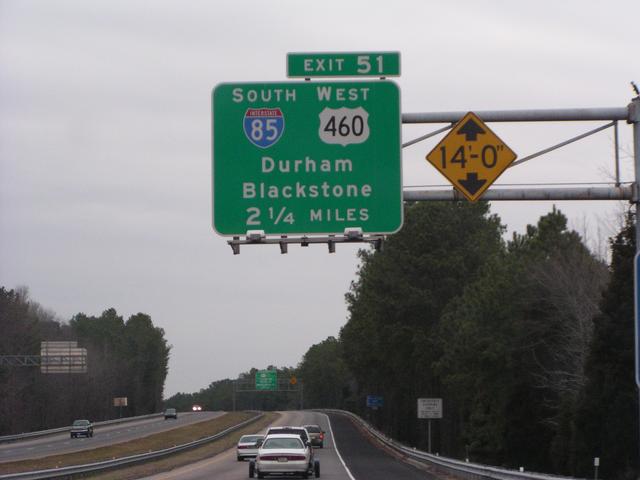 EXIT 51
SOUTH WEST
INTERSTATE
85 460
Durham
Blackstone
2 1/4 MILES
14'-0"